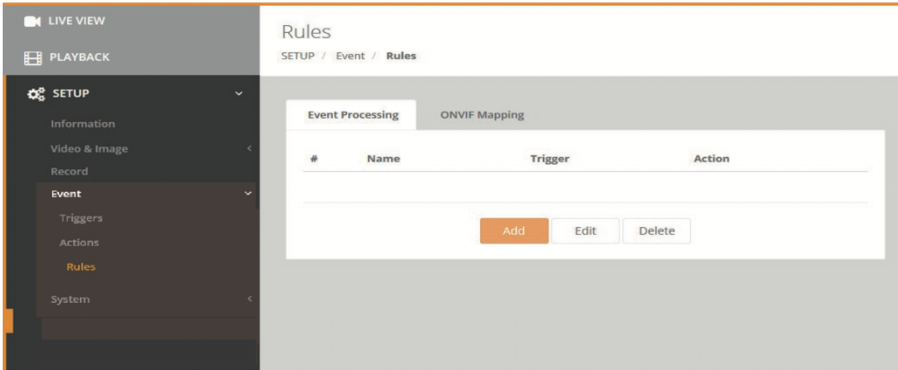 LIVE VIEW
PLAYBACK
SETUP
Information
Video & Image
Record
Event
Triggers
Actions
Rules
System
Rules
SETUP / Event / Rules
Event Processing ONVIF Mapping
# Name Trigger Action
Add Edit Delete